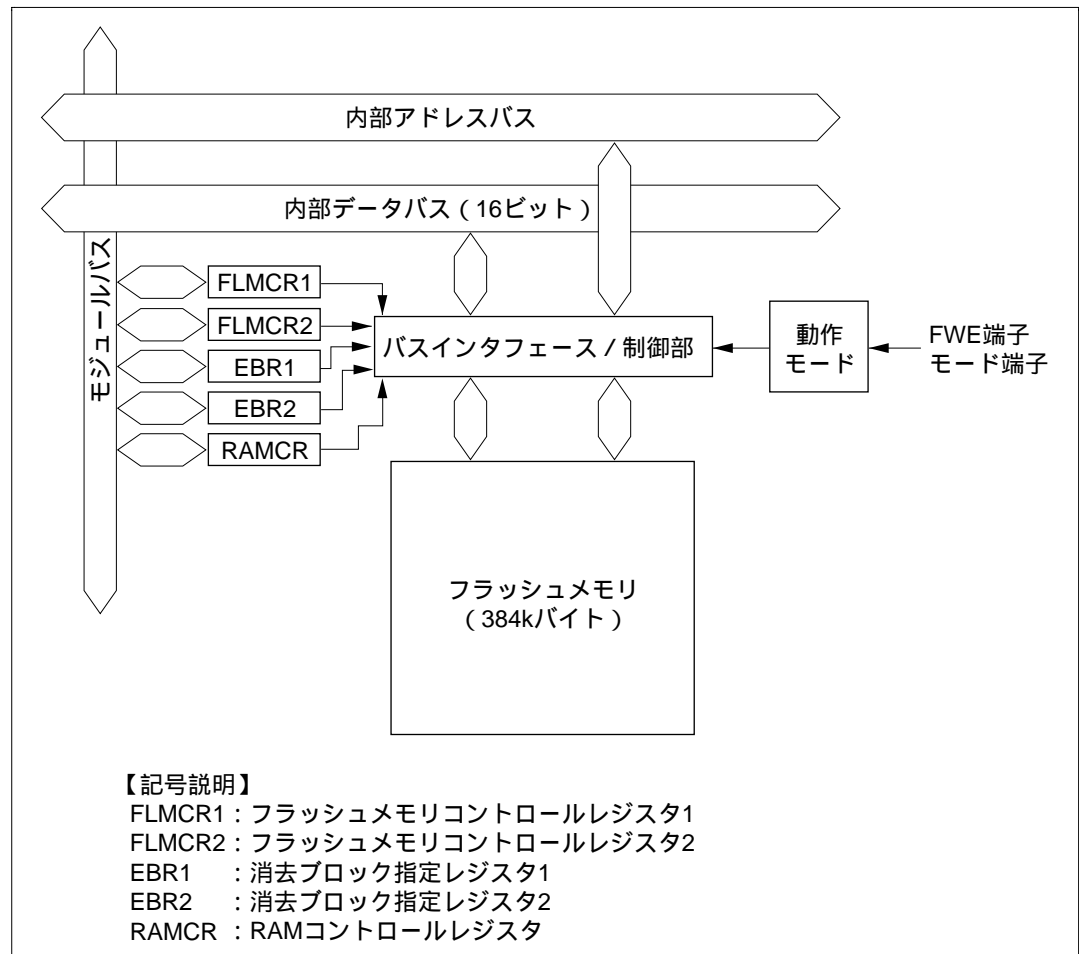 内部アドレスバス
内部データバス（16ビット）
モジュールバス
FLMCR1
FLMCR2
EBR1
EBR2
RAMCR
バスインタフェース／制御部
動作
モード
FWE端子
モード端子
フラッシュメモリ
（384kバイト）
【記号説明】
FLMCR1：フラッシュメモリコントロールレジスタ1
FLMCR2：フラッシュメモリコントロールレジスタ2
EBR1　：消去ブロック指定レジスタ1
EBR2　：消去ブロック指定レジスタ2
RAMCR ：RAMコントロールレジスタ